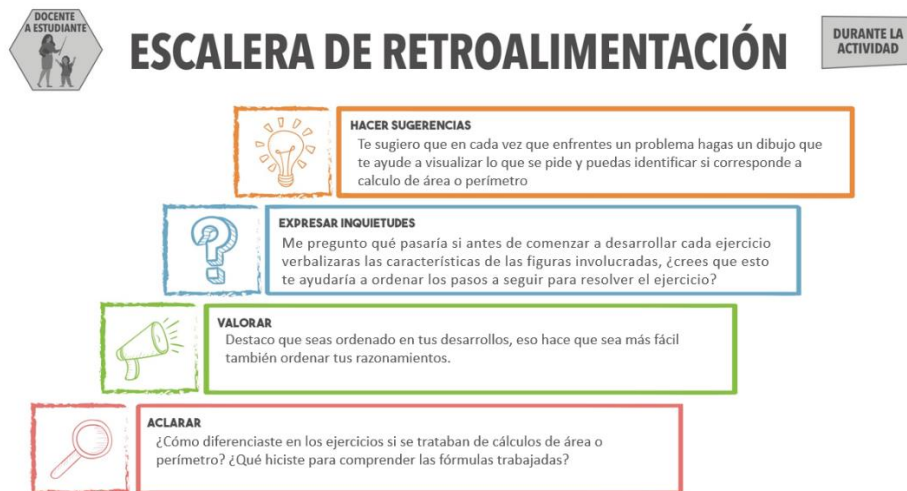 DOCENTE
A ESTUDIANTE
ESCALERA DE RETROALIMENTACIÓN
DURANTE LA
ACTIVIDAD
HACER SUGERENCIAS
Te sugiero que en cada vez que enfrentes un problema hagas un dibujo que
te ayude a visualizar lo que se pide y puedas identificar si corresponde a
calculo de área o perímetro
EXPRESAR INQUIETUDES
Me pregunto qué pasaría si antes de comenzar a desarrollar cada ejercicio
verbalizaras las características de las figuras involucradas, ¿crees que esto
te ayudaría a ordenar los pasos a seguir para resolver el ejercicio?
VALORAR
Destaco que seas ordenado en tus desarrollos, eso hace que sea más fácil
también ordenar tus razonamientos.
ACLARAR
¿Cómo diferenciaste en los ejercicios si se trataban de cálculos de área o
perímetro? ¿Qué hiciste para comprender las fórmulas trabajadas?